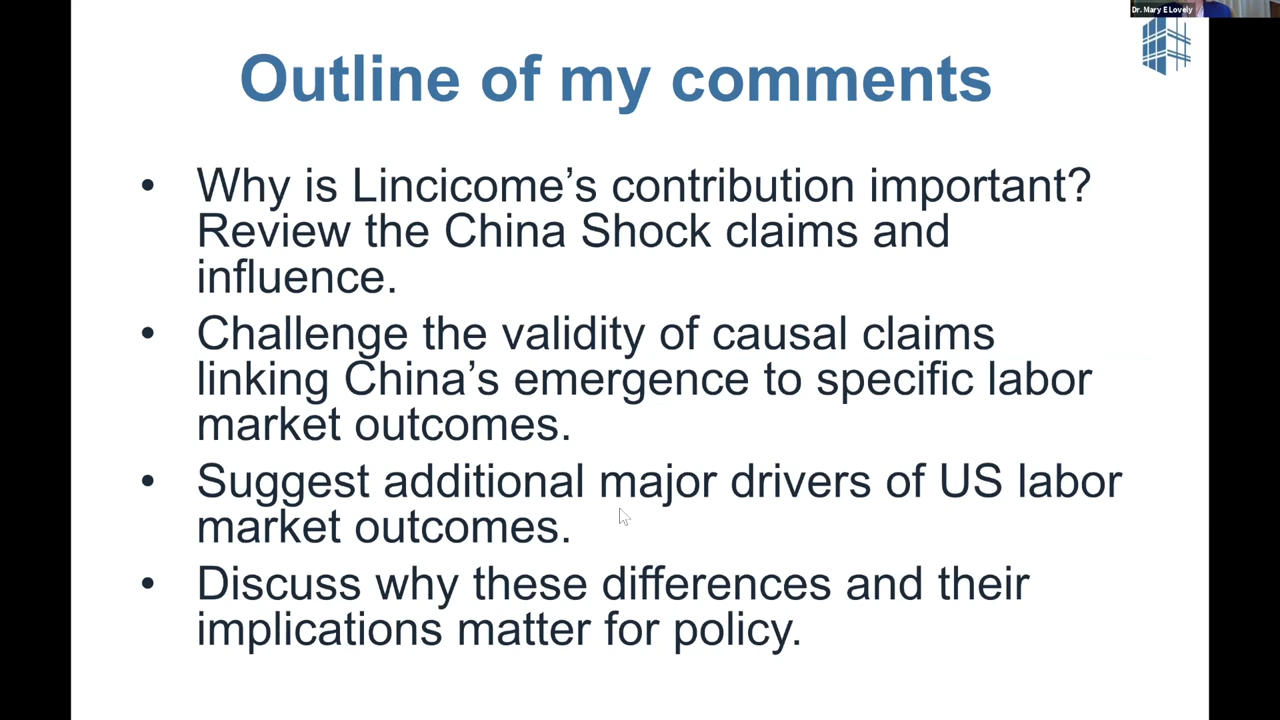 Dr. Mary E Lovely
Outline of my comments
• Why is Lincicome's contribution important?
Review the China Shock claims and
influence.
• Challenge the validity of causal claims
linking China's emergence to specific labor
market outcomes.
• Suggest additional major drivers of US labor
market outcomes.
• Discuss why these differences and their
implications matter for policy.